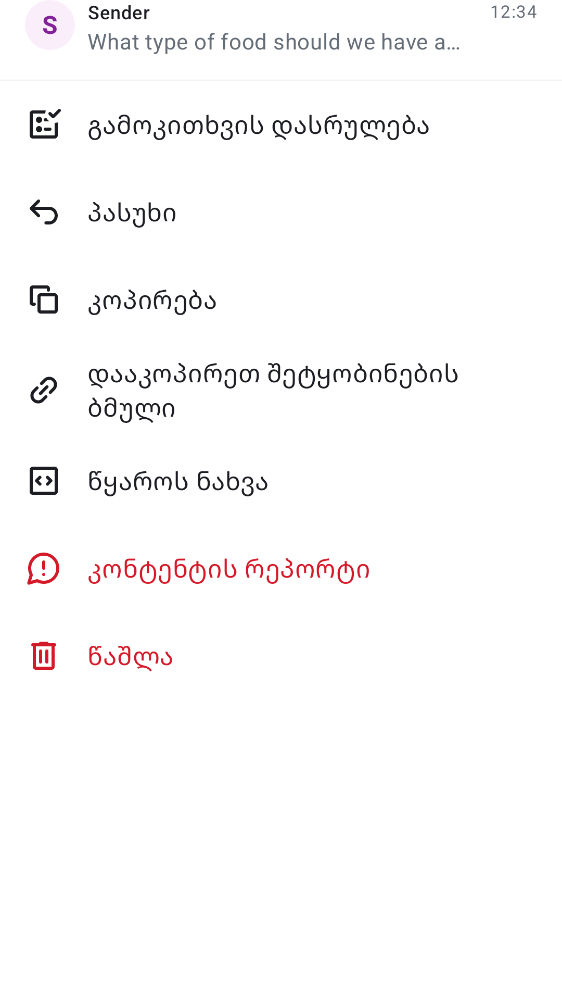 S
Sender
12:34
What type of food should we have a…
გამოკითხვის დასრულება
პასუხი
კოპირება
დააკოპირეთ შეტყობინების
ბმული
წყაროს ნახვა
კონტენტის რეპორტი
წაშლა